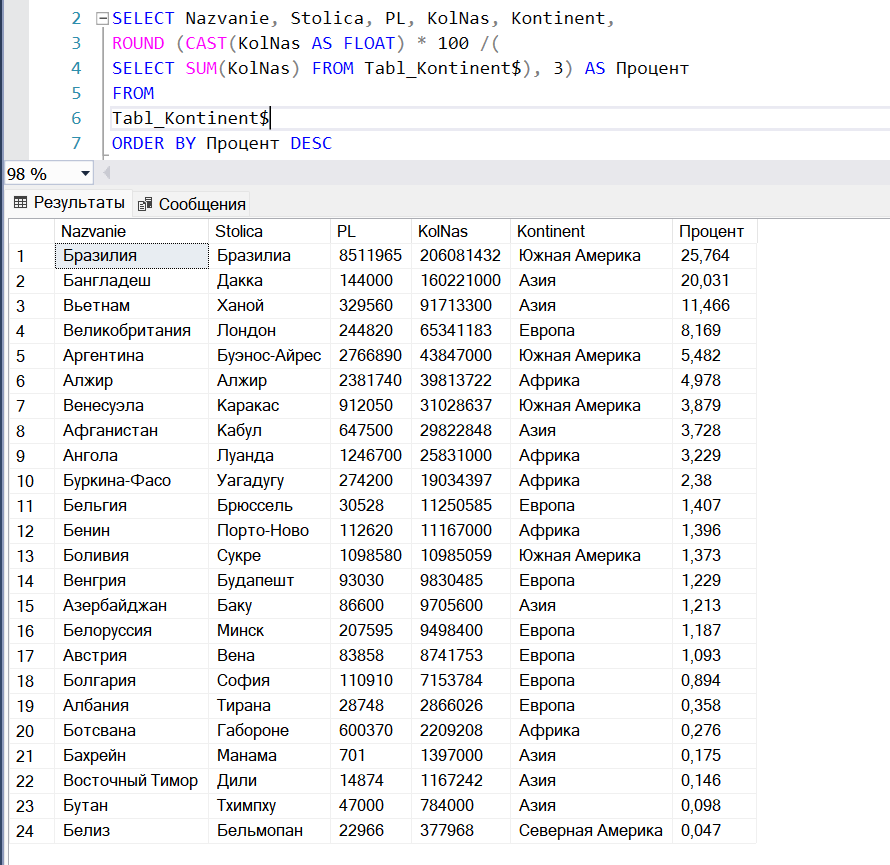 2 SELECT Nazvanie, Stolica, PL, KolNas, Kontinent,
3 ROUND (CAST(KolNas AS FLOAT) * 100 /(
4 SELECT SUM(KolNas) FROM Tabl_Kontinent$), 3) AS Процент
5 FROM
6 Tabl_Kontinent$
7 ORDER BY Процент DESC
98 %
Результаты Сообщения
Nazvanie Stolica PL KolNas Kontinent Процент
1 Бразилия Бразилиа 8511965 206081432 Южная Америка 25,764
2 Бангладеш Дакка 144000 160221000 Азия 20,031
3 Вьетнам Ханой 329560 91713300 Азия 11,466
4 Великобритания Лондон 244820 65341183 Европа 8,169
5 Аргентина Буэнос-Айрес 2766890 43847000 Южная Америка 5,482
6 Алжир Алжир 2381740 39813722 Африка 4,978
7 Венесуэла Каракас 912050 31028637 Южная Америка 3,879
8 Афганистан Кабул 647500 29822848 Азия 3,728
9 Ангола Луанда 1246700 25831000 Африка 3,229
10 Буркина-Фасо Уагадугу 274200 19034397 Африка 2,38
11 Бельгия Брюссель 30528 11250585 Европа 1,407
12 Бенин Порто-Ново 112620 11167000 Африка 1,396
13 Боливия Сукре 1098580 10985059 Южная Америка 1,373
14 Венгрия Будапешт 93030 9830485 Европа 1,229
15 Азербайджан Баку 86600 9705600 Азия 1,213
16 Белоруссия Минск 207595 9498400 Европа 1,187
17 Австрия Вена 83858 8741753 Европа 1,093
18 Болгария София 110910 7153784 Европа 0,894
19 Албания Тирана 28748 2866026 Европа 0,358
20 Ботсвана Габороне 600370 2209208 Африка 0,276
21 Бахрейн Манама 701 1397000 Азия 0,175
22 Восточный Тимор Дили 14874 1167242 Азия 0,146
23 Бутан Тхимпху 47000 784000 Азия 0,098
24 Белиз Бельмопан 22966 377968 Северная Америка 0,047